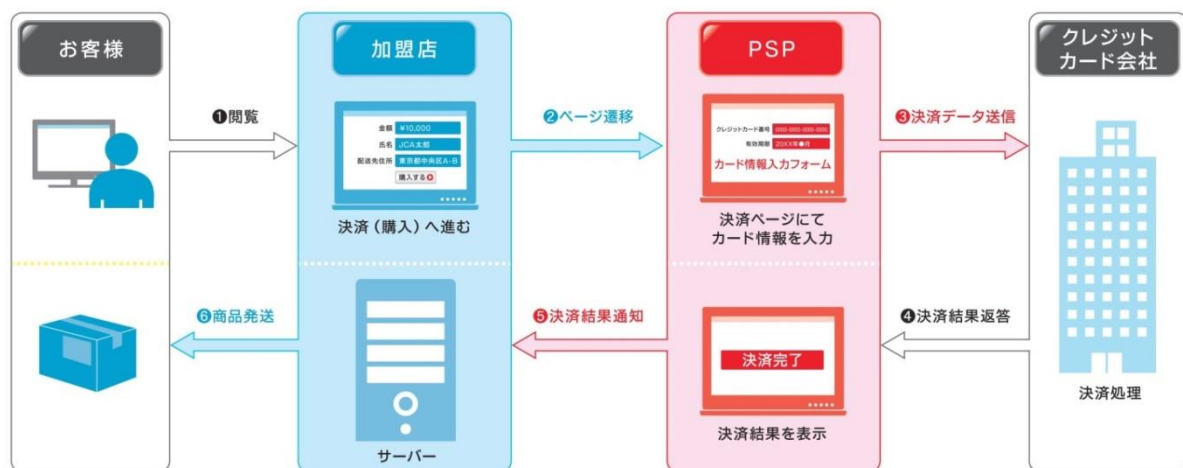 お客様
加盟店
PSP
クレジット
カード会社
❶閲覧
❷ページ遷移
❸決済データ送信
金額 ¥10,000
氏名 JCA太郎
配送先住所 東京都中央区A-B
購入する
クレジットカード番号 0000-0000-0000-0000
有効期限 20XX年●月
カード情報入力フォーム
決済（購入）へ進む
決済ページにて
カード情報を入力
❻商品発送
❺決済結果通知
❹決済結果返答
決済完了
決済処理
サーバー
決済結果を表示